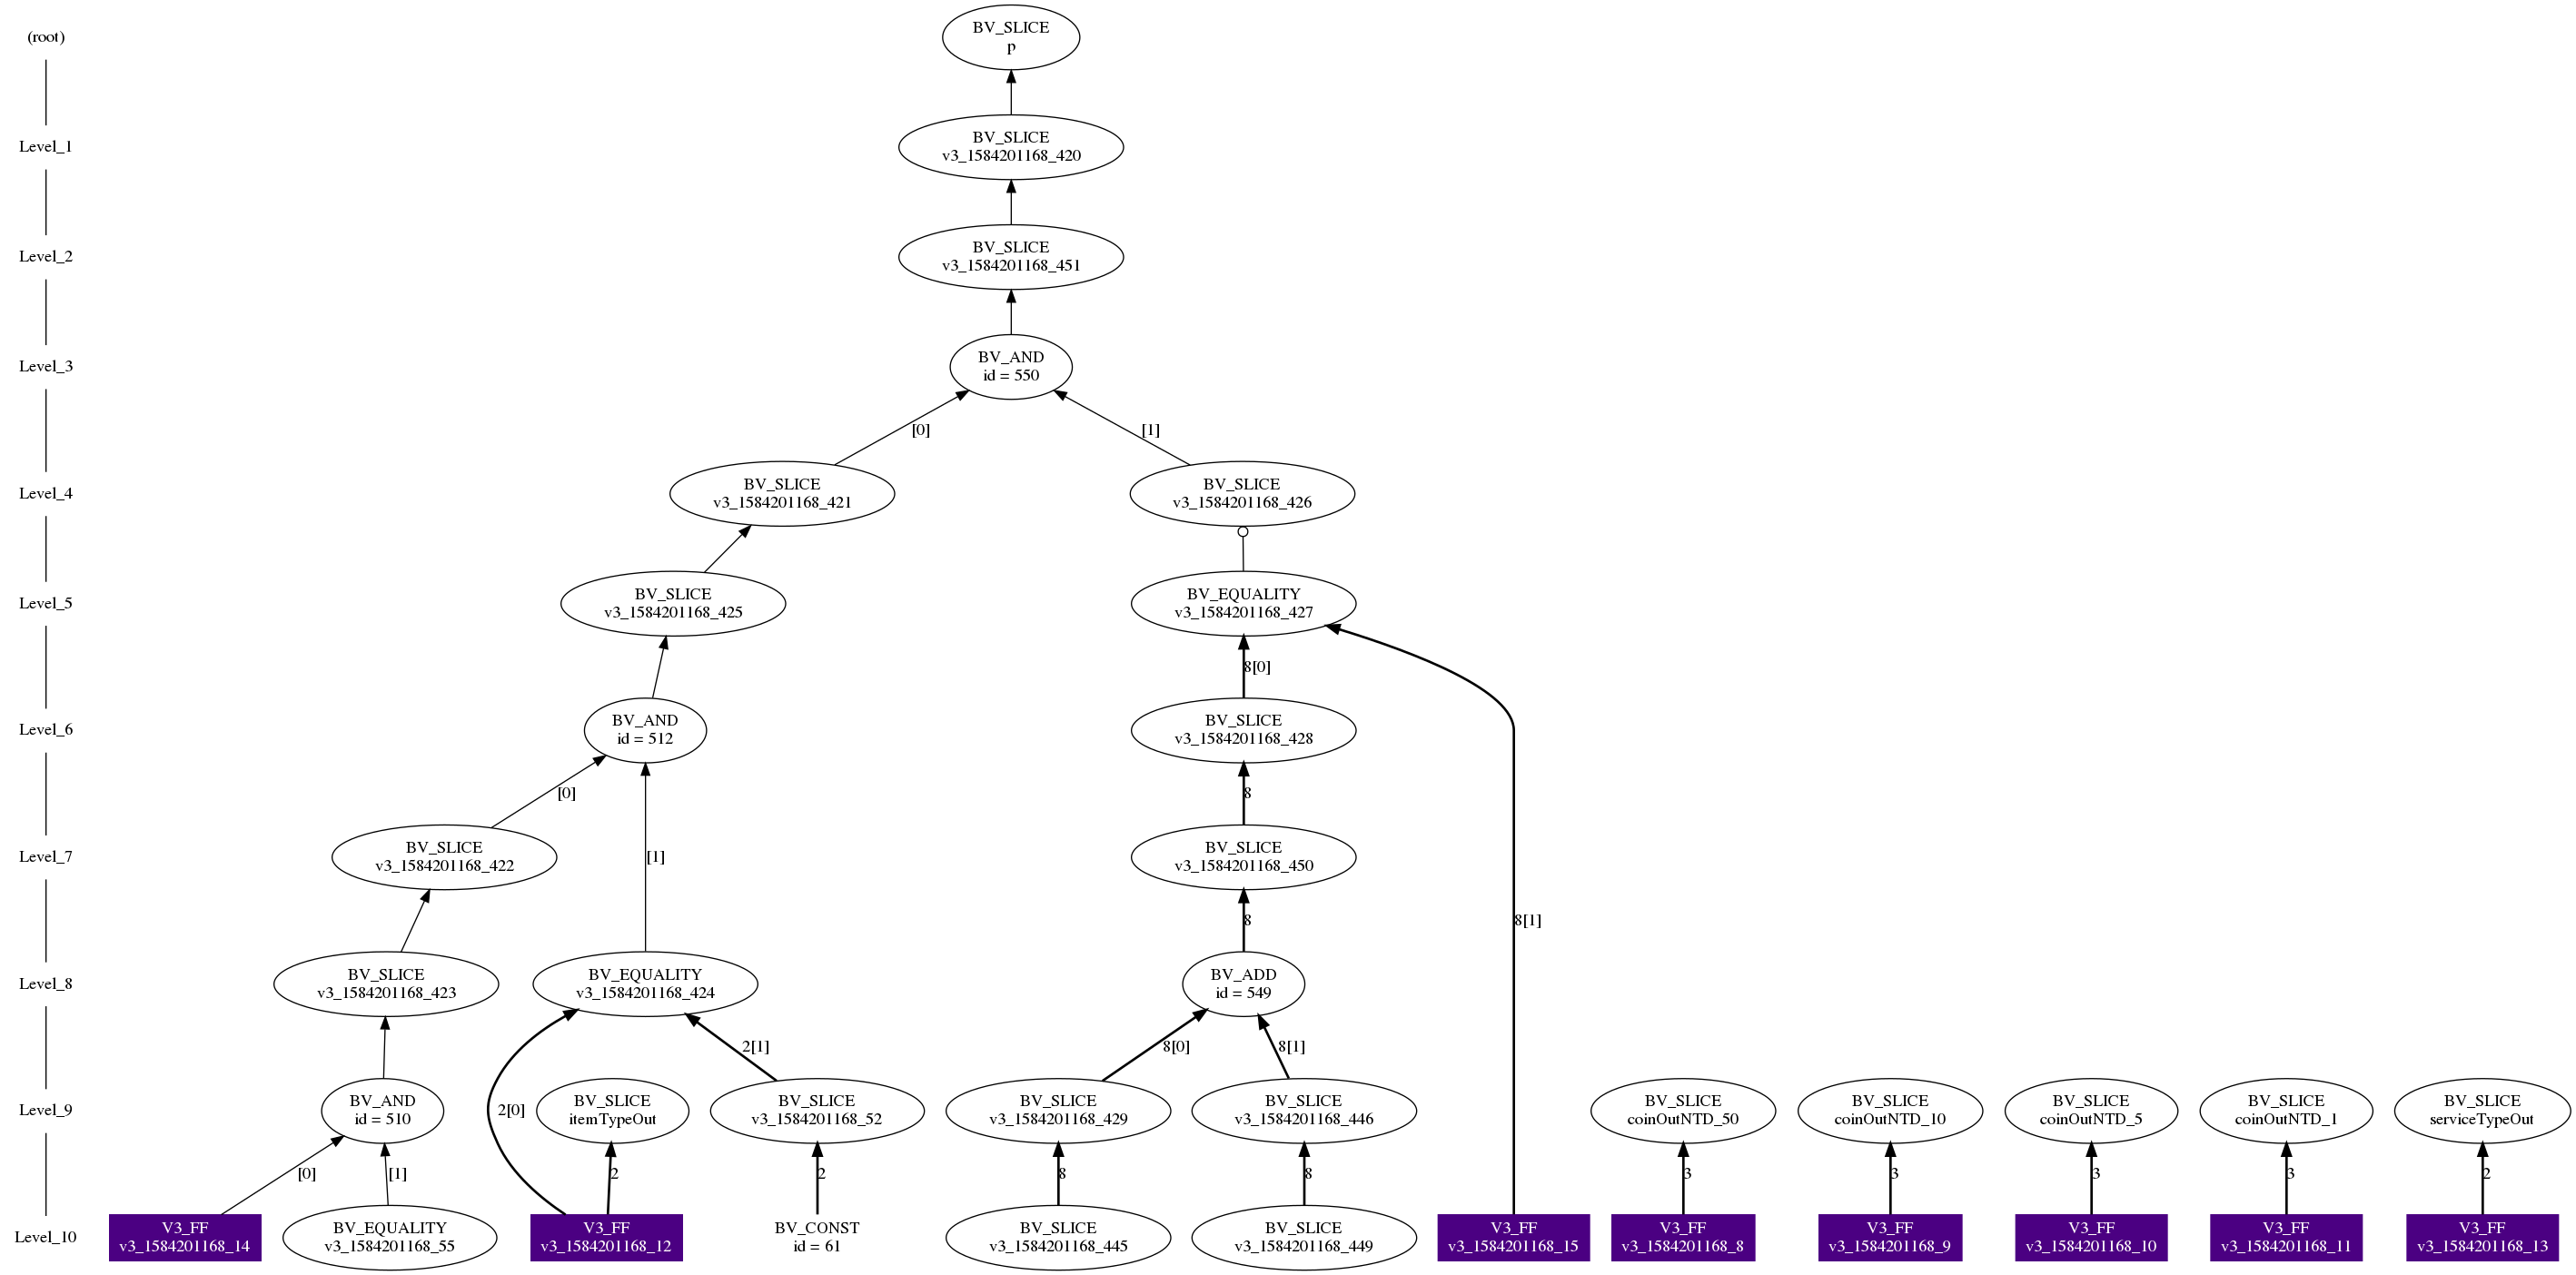 (root)
BV_SLICE
p
Level_1
BV_SLICE
v3_1584201168_420
Level_2
BV_SLICE
v3_1584201168_451
Level_3
BV_AND
id = 550
[0]
[1]
Level_4
BV_SLICE
v3_1584201168_421
BV_SLICE
v3_1584201168_426
Level_5
BV_SLICE
v3_1584201168_425
BV_EQUALITY
v3_1584201168_427
8[0]
Level_6
BV_AND
id = 512
BV_SLICE
v3_1584201168_428
[0]
8
Level_7
BV_SLICE
v3_1584201168_422
[1]
BV_SLICE
v3_1584201168_450
8
8[1]
Level_8
BV_SLICE
v3_1584201168_423
BV_EQUALITY
v3_1584201168_424
BV_ADD
id = 549
2[1]
8[0]
8[1]
Level_9
BV_AND
id = 510
2[0]
BV_SLICE
itemTypeOut
BV_SLICE
v3_1584201168_52
BV_SLICE
v3_1584201168_429
BV_SLICE
v3_1584201168_446
BV_SLICE
coinOutNTD_50
BV_SLICE
coinOutNTD_10
BV_SLICE
coinOutNTD_5
BV_SLICE
coinOutNTD_1
BV_SLICE
serviceTypeOut
[0]
[1]
2
2
8
8
3
3
3
3
2
Level_10
V3_FF
v3_1584201168_14
BV_EQUALITY
v3_1584201168_55
V3_FF
v3_1584201168_12
BV_CONST
id = 61
BV_SLICE
v3_1584201168_445
BV_SLICE
v3_1584201168_449
V3_FF
v3_1584201168_15
V3_FF
v3_1584201168_8
V3_FF
v3_1584201168_9
V3_FF
v3_1584201168_10
V3_FF
v3_1584201168_11
V3_FF
v3_1584201168_13